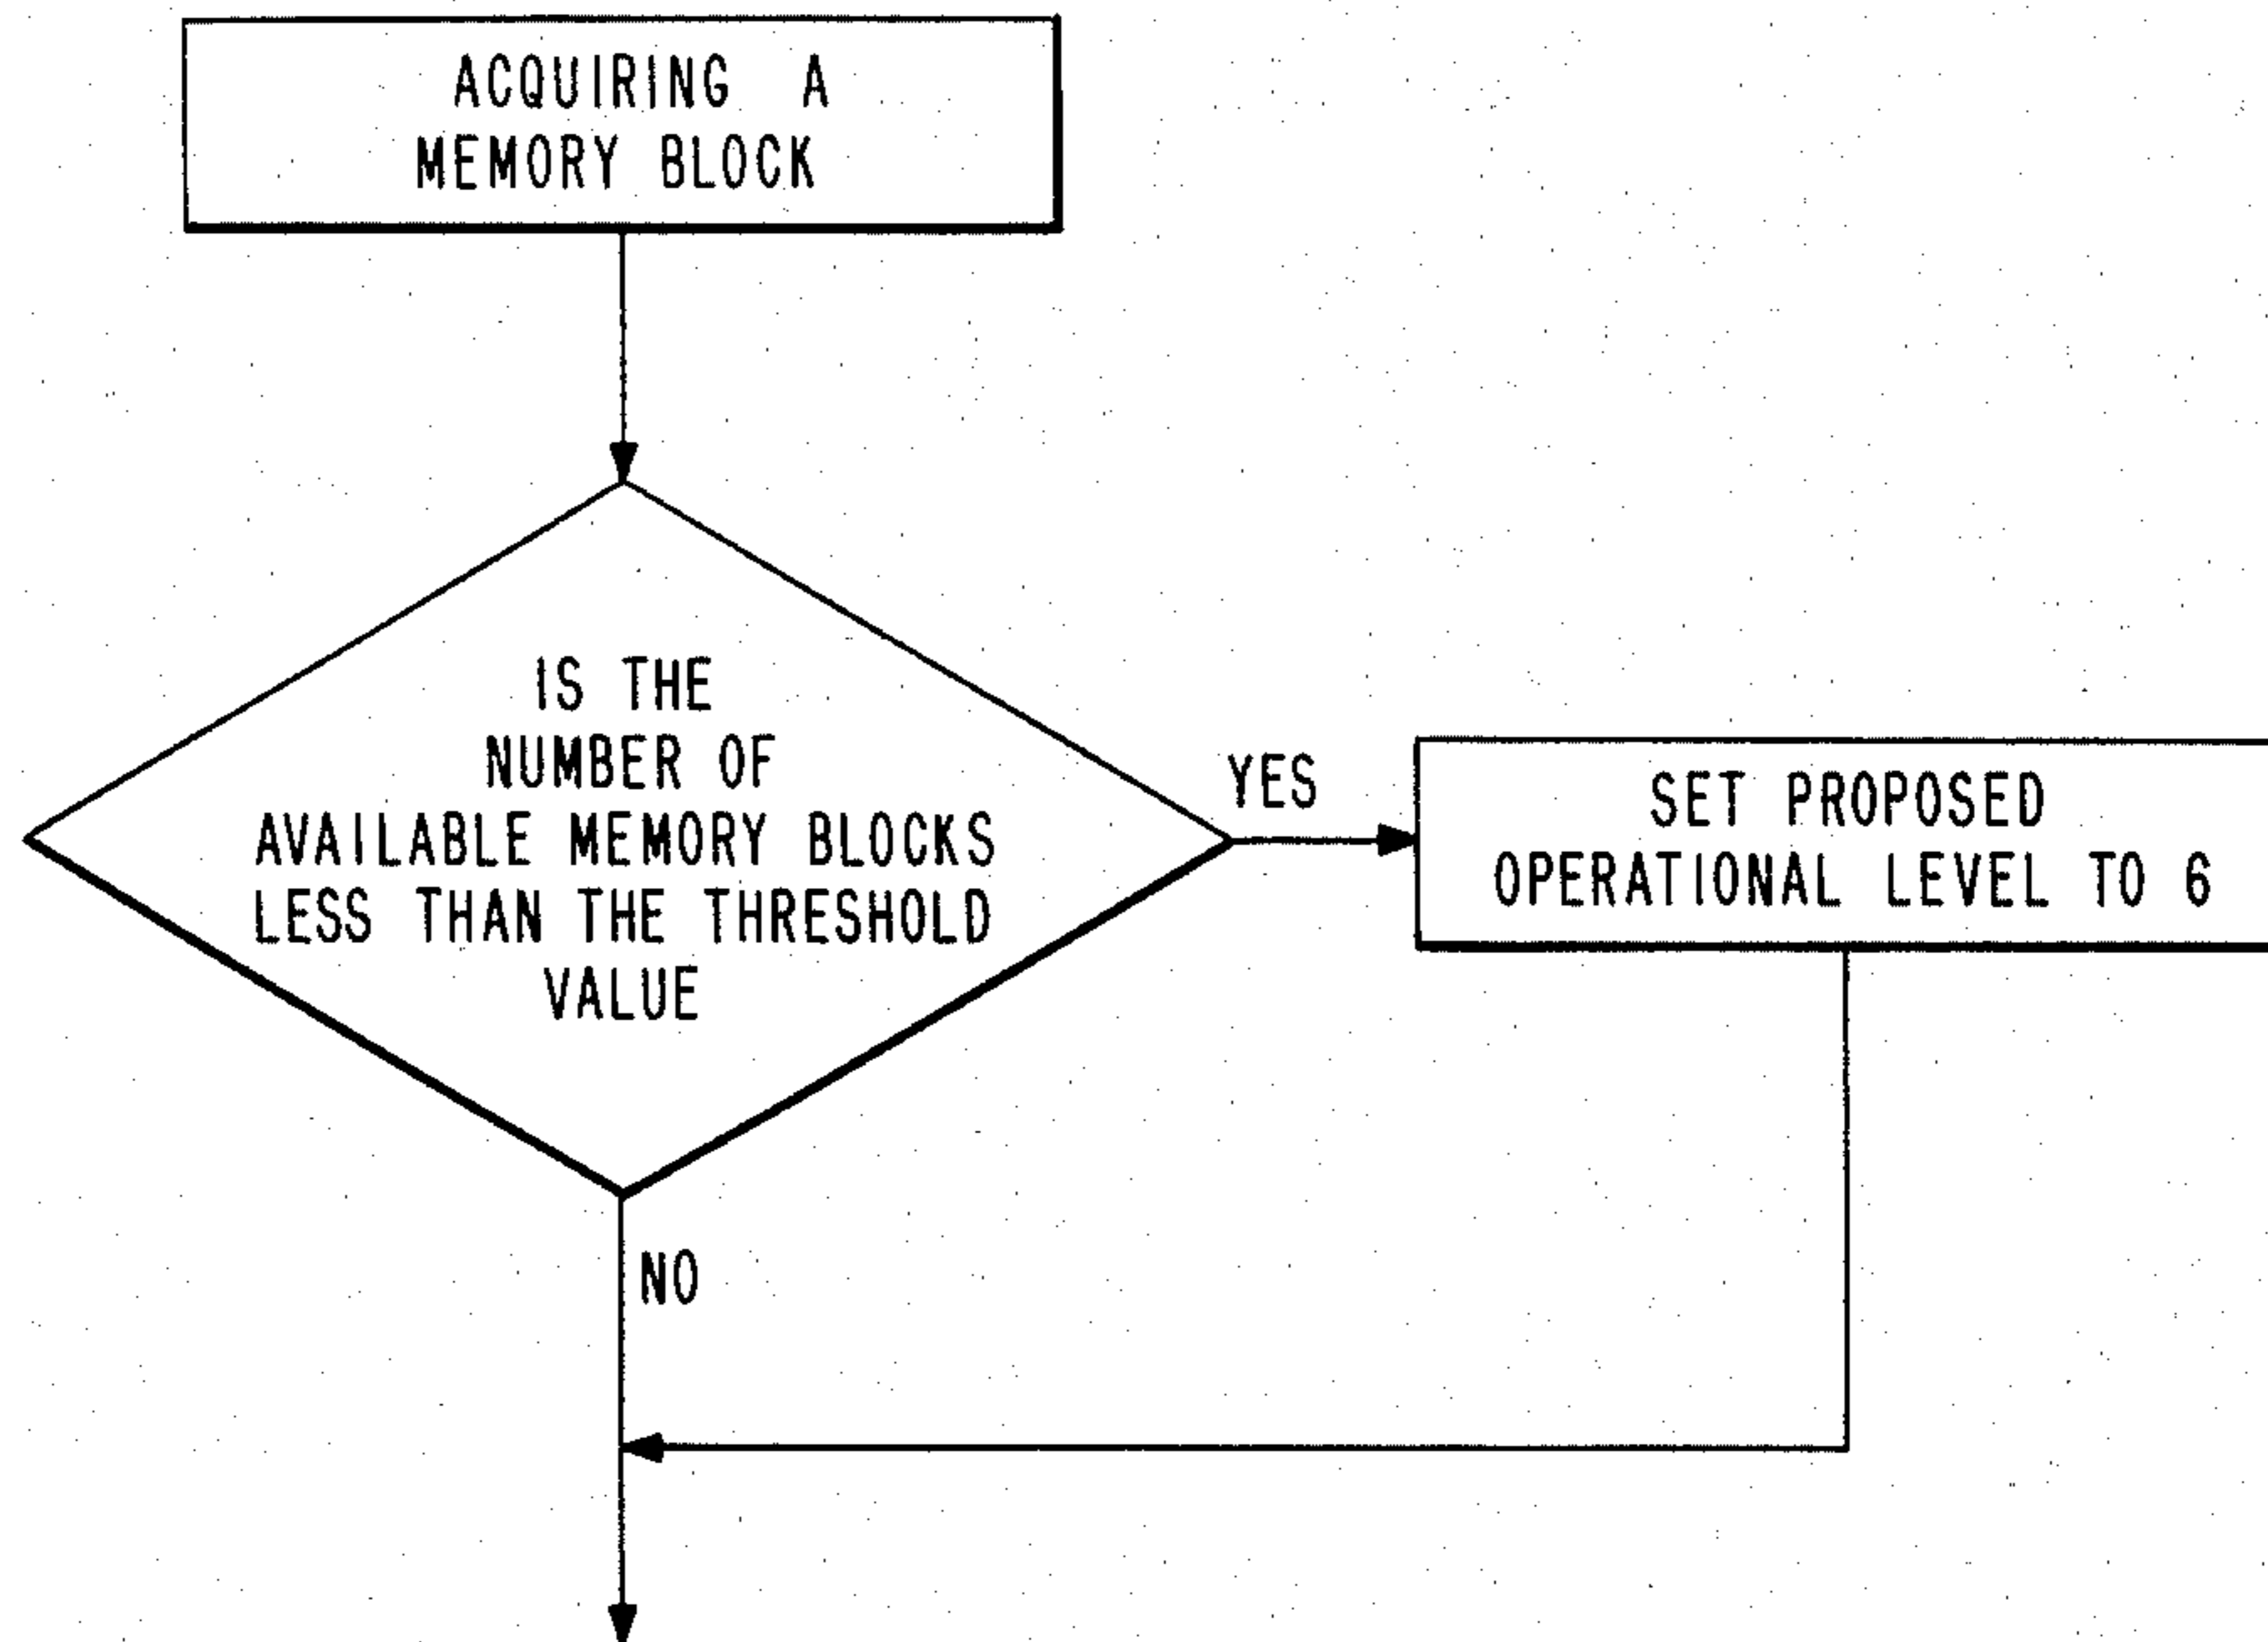 ACQUIRING A
MEMORY BLOCK
IS THE
NUMBER OF
AVAILABLE MEMORY BLOCKS
LESS THAN THE THRESHOLD
VALUE
YES
SET PROPOSED
OPERATIONAL LEVEL TO 6
NO